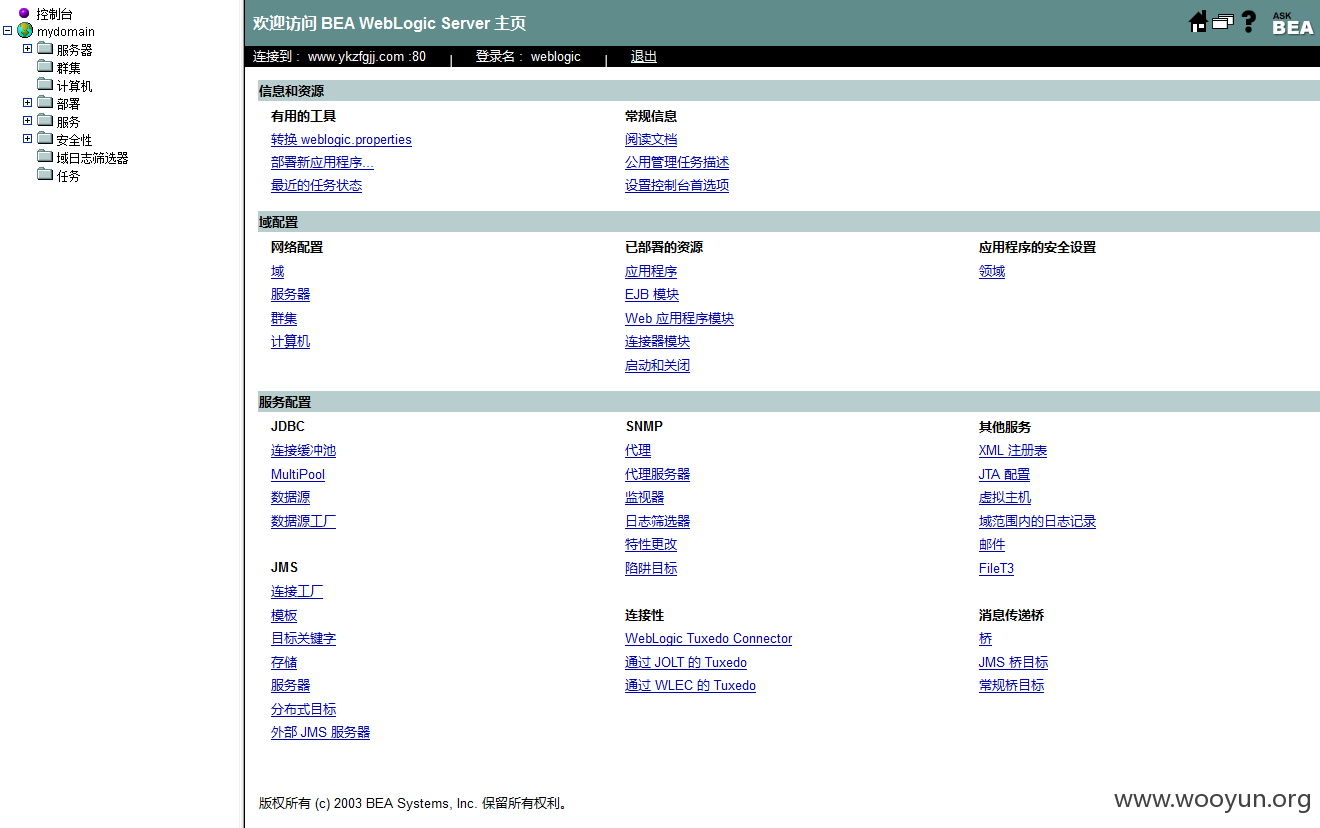 控制台
mydomain
服务器
群集
计算机
部署
服务
安全性
域日志筛选器
任务
欢迎访问 BEA WebLogic Server 主页
ASK
BEA
连接到 : www.ykzfgjj.com :80 | 登录名 : weblogic | 退出
信息和资源
有用的工具 常规信息
转换 weblogic.properties 阅读文档
部署新应用程序... 公用管理任务描述
最近的任务状态 设置控制台首选项
域配置
网络配置 已部署的资源 应用程序的安全设置
域 应用程序 领域
服务器 EJB 模块
群集 Web 应用程序模块
计算机 连接器模块
启动和关闭
服务配置
JDBC SNMP 其他服务
连接缓冲池 代理 XML 注册表
MultiPool 代理服务器 JTA 配置
数据源 监视器 虚拟主机
数据源工厂 日志筛选器 域范围内的日志记录
特性更改 邮件
JMS 陷阱目标 FileT3
连接工厂
模板 连接性 消息传递桥
目标关键字 WebLogic Tuxedo Connector 桥
存储 通过 JOLT 的 Tuxedo JMS 桥目标
服务器 通过 WLEC 的 Tuxedo 常规桥目标
分布式目标
外部 JMS 服务器
版权所有 (c) 2003 BEA Systems, Inc. 保留所有权利。
www.wooyun.org